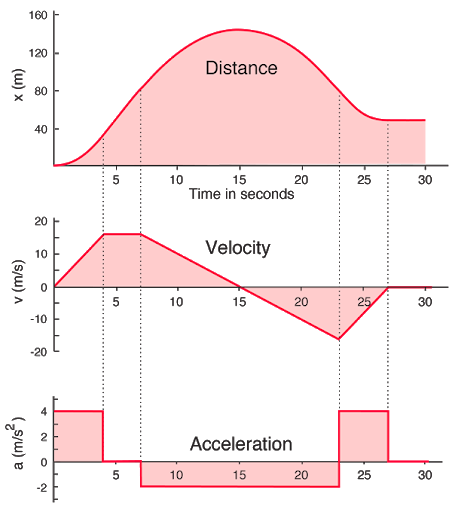 160
120
80
40
x (m)
Distance
5 10 15 20 25 30
Time in seconds
20
10
0
-10
-20
v (m/s)
Velocity
5 10 15 20 25 30
4
2
0
-2
a (m/s²)
Acceleration
5 10 15 15 25 30